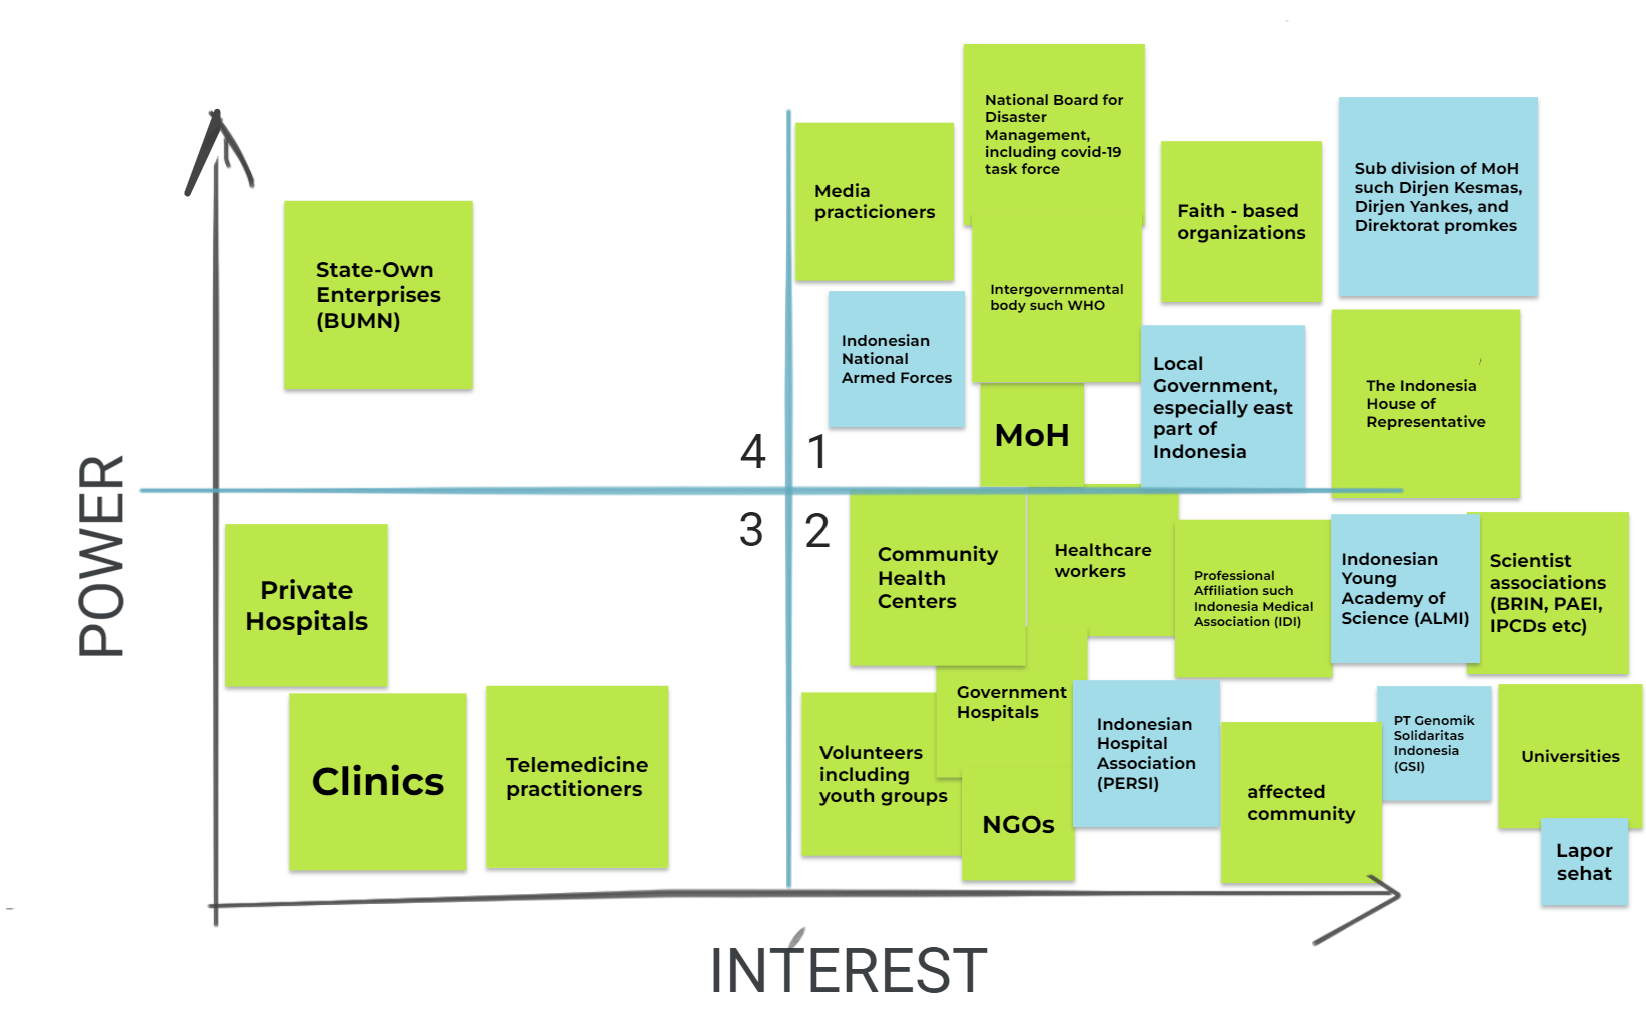 National Board for
Disaster
Management,
including covid-19
task force
Media
practicioners
Faith - based
organizations
Sub division of MoH
such Dirjen Kesmas,
Dirjen Yankes, and
Direktorat promkes
State-Own
Enterprises
(BUMN)
Intergovernmental
body such WHO
Indonesian
National
Armed Forces
Local
Government,
especially east
part of
Indonesia
The Indonesia
House of
Representative
MoH
4
1
POWER
3
2
Private
Hospitals
Community
Health
Centers
Healthcare
workers
Professional
Affiliation such
Indonesia Medical
Association (IDI)
Indonesian
Young
Academy of
Science (ALMI)
Scientist
associations
(BRIN, PAEI,
IPCDs etc)
Clinics
Telemedicine
practitioners
Volunteers
including
youth groups
Government
Hospitals
NGOs
Indonesian
Hospital
Association
(PERSI)
affected
community
PT Genomik
Solidaritas
Indonesia
(GSI)
Universities
Lapor
sehat
INTEREST